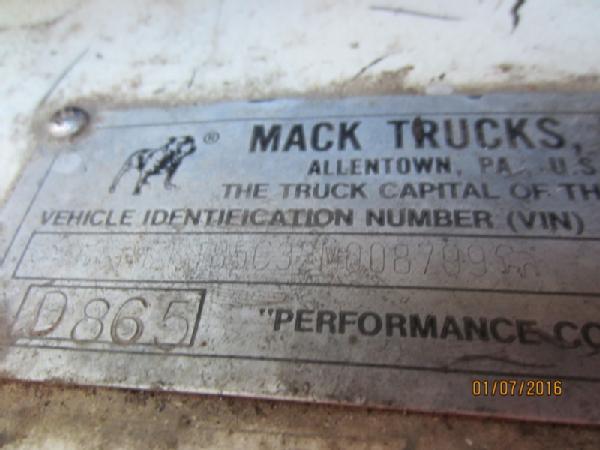 ® MACK TRUCKS,
ALLENTOWN, PA. U.S
THE TRUCK CAPITAL OF TH
VEHICLE IDENTIFICATION NUMBER (VIN)
D865 "PERFORMANCE CO
01/07/2016